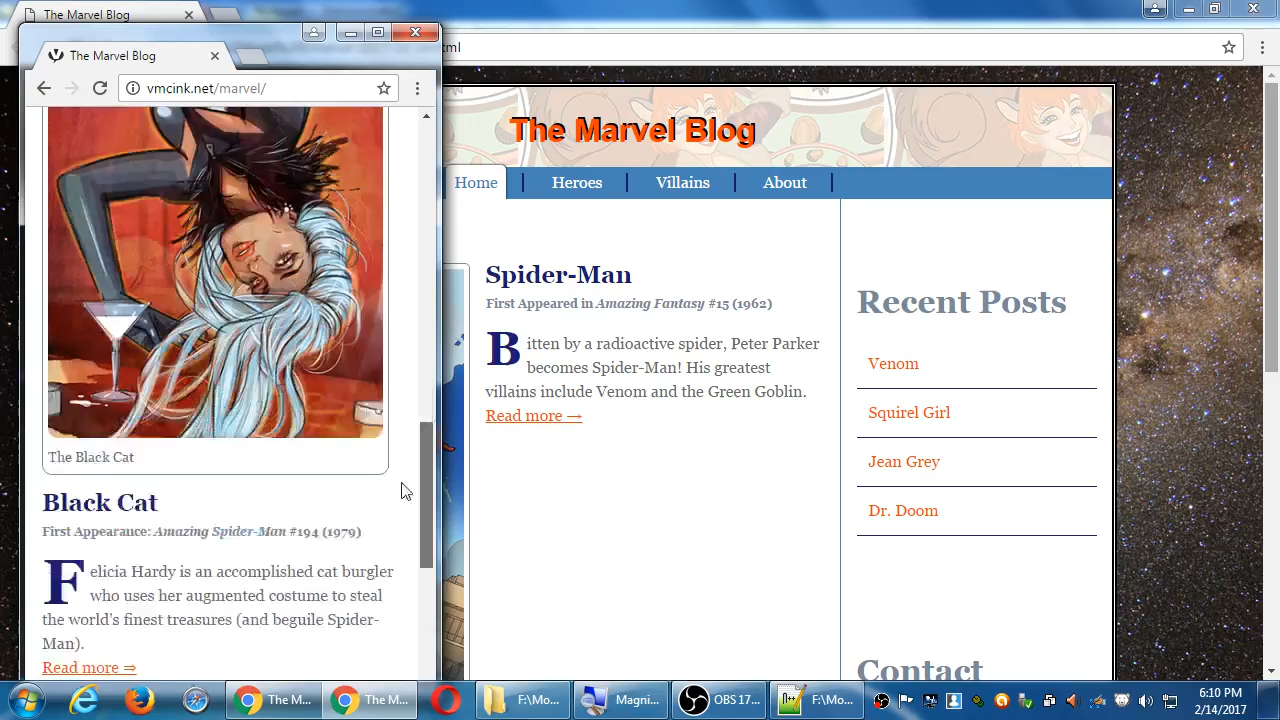 The Marvel Blog
The Marvel Blog
vmcink.net/marvel/
ml
The Marvel Blog
Home
Heroes
Villains
About
The Black Cat
Black Cat
First Appearance: Amazing Spider-Man #194 (1979)
Felicia Hardy is an accomplished cat burglar
who uses her augmented costume to steal
the world's finest treasures (and beguile Spider-
Man).
Read more ⇒
Spider-Man
First Appeared in Amazing Fantasy #15 (1962)
Bitten by a radioactive spider, Peter Parker
becomes Spider-Man! His greatest
villains include Venom and the Green Goblin.
Read more →
Recent Posts
Venom
Squirel Girl
Jean Grey
Dr. Doom
Contact
The M...
The M...
F:\Mo...
Magni...
OBS 17...
F:\Mo...
6:10 PM
2/14/2017